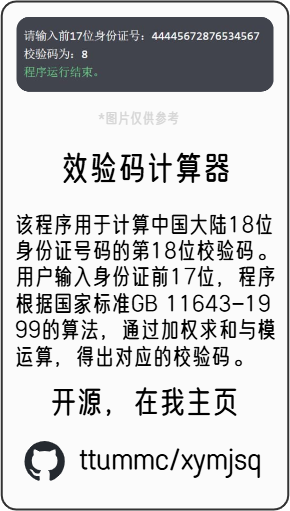 请输入前17位身份证号：44445672876534567
校验码为：8
程序运行结束。
*图片仅供参考
效验码计算器
该程序用于计算中国大陆18位
身份证号码的第18位校验码。
用户输入身份证前17位，程序
根据国家标准GB 11643-19
99的算法，通过加权求和与模
运算，得出对应的校验码。
开源，在我主页
ttummc/xymjsq